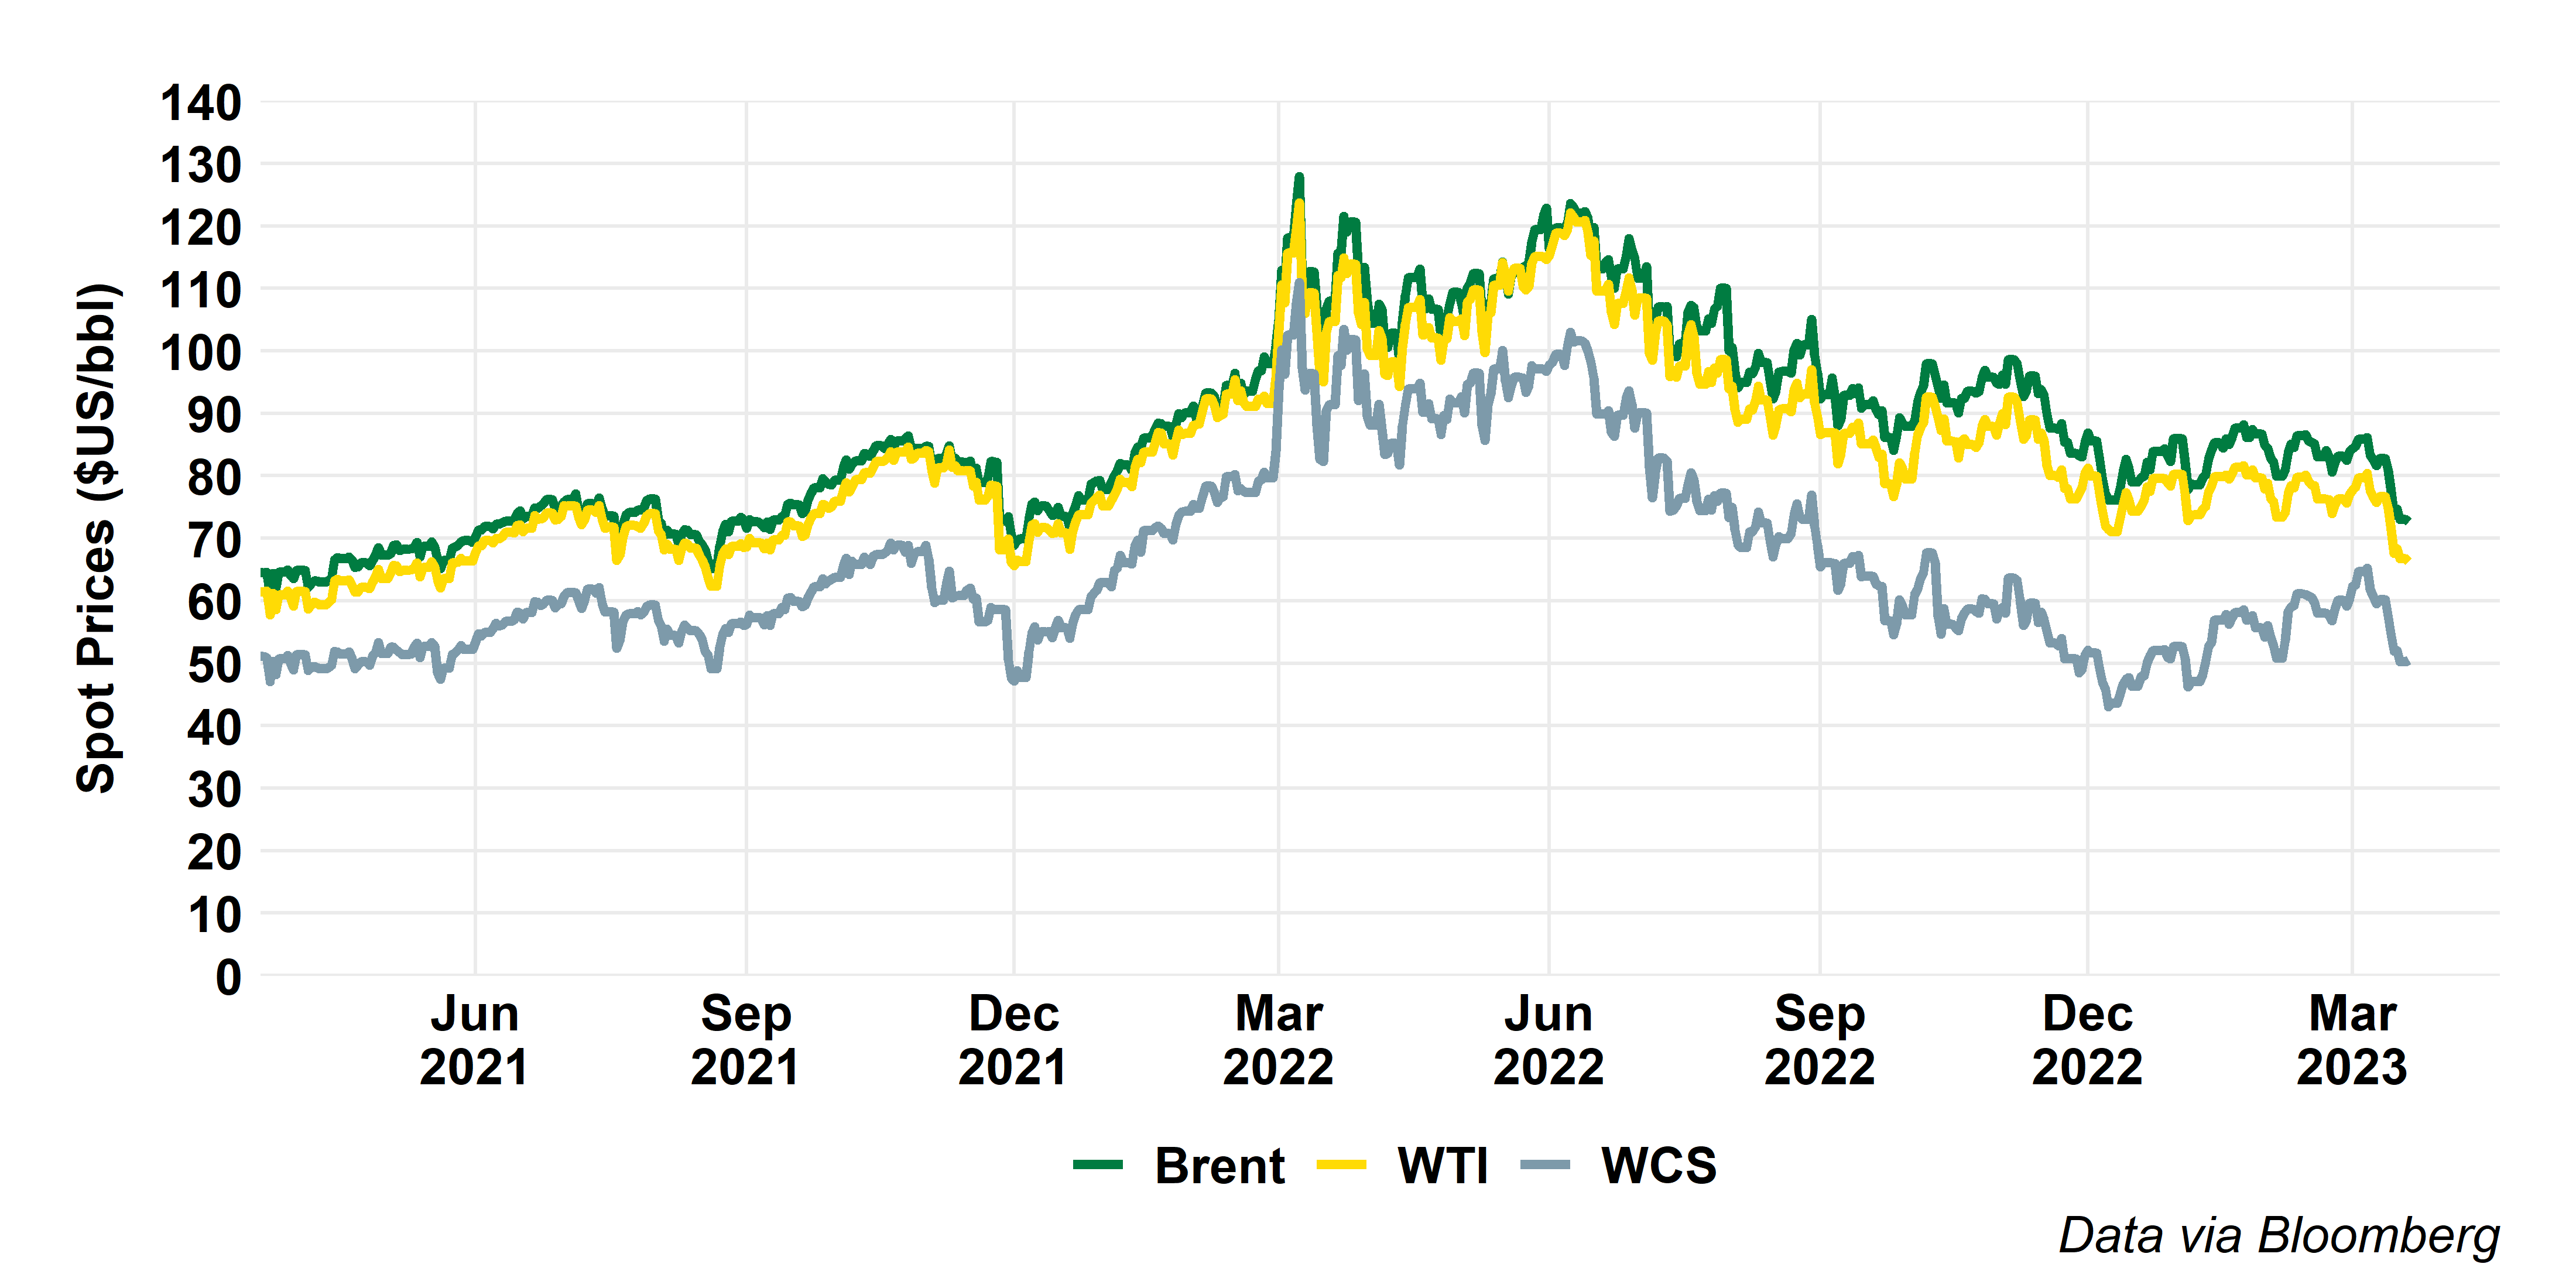 Spot Prices ($US/bbl)
140
130
120
110
100
90
80
70
60
50
40
30
20
10
0
Jun
2021
Sep
2021
Dec
2021
Mar
2022
Jun
2022
Sep
2022
Dec
2022
Mar
2023
Brent WTI WCS
Data via Bloomberg